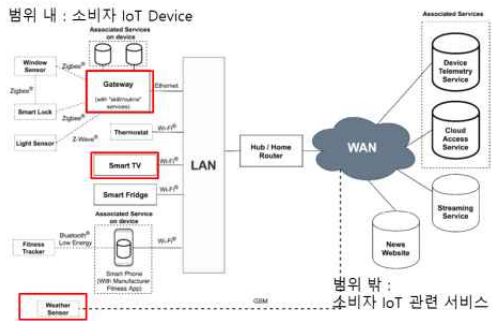 범위 내 : 소비자 IoT Device
Associated Services
on device
Associated Services
Window
Sensor
Zigbee®
Zigbee®
Gateway
(with "skill/routine"
services)
Ethernet
Device
Telemetry
Service
Smart Lock
Zigbee®
Light Sensor
Z-Wave®
Thermostat
Wi-Fi®
Smart TV
Wi-Fi®
LAN
Hub / Home
Router
WAN
Cloud
Access
Service
Smart Fridge
Wi-Fi®
Streaming
Service
Associated Service
on device
Fitness
Tracker
Bluetooth®
Low Energy
Wi-Fi®
Smart Phone
(With Manufacturer
Fitness App)
News
Website
Weather
Sensor
GSM
범위 밖 :
소비자 IoT 관련 서비스